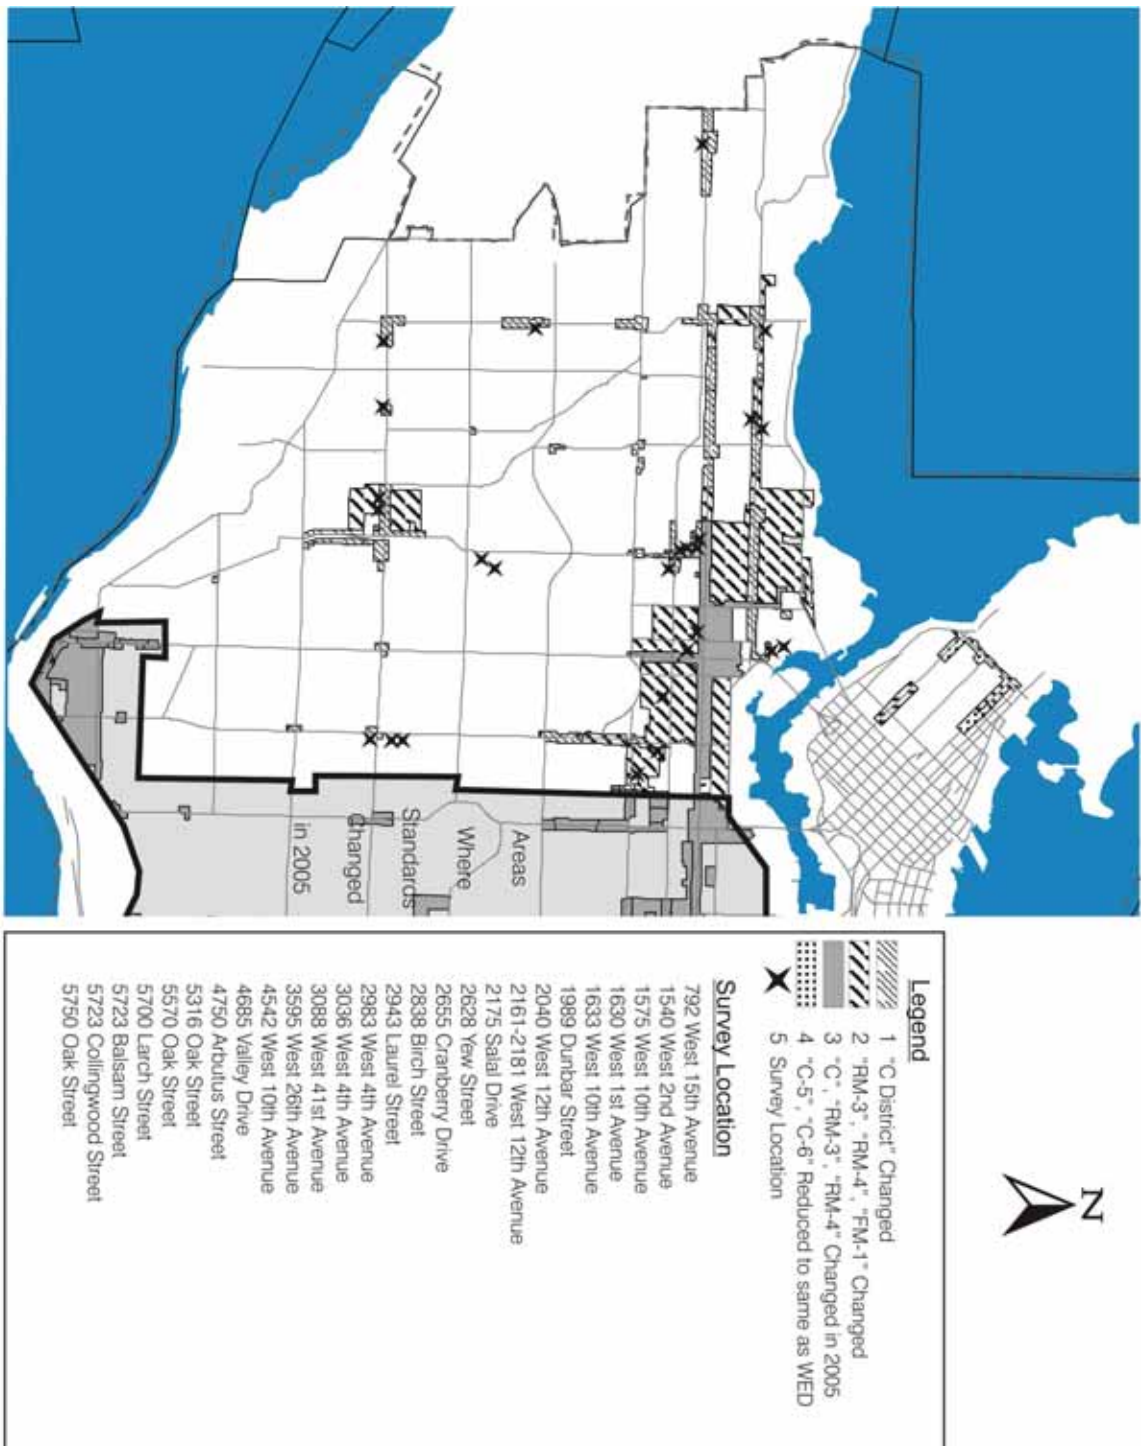 Areas
Where
Standards
Changed
in 2005
N
Legend
1 "C District" Changed
2 "RM-3", "RM-4", "FM-1" Changed
3 "C" "RM-3", "RM-4" Changed in 2005
4 "C-5", "C-6" Reduced to same as WED
5 Survey Location
Survey Location
792 West 15th Avenue
1540 West 2nd Avenue
1575 West 10th Avenue
1630 West 1st Avenue
1633 West 10th Avenue
1989 Dunbar Street
2040 West 12th Avenue
2161-2181 West 12th Avenue
2175 Salal Drive
2628 Yew Street
2655 Cranberry Drive
2838 Birch Street
2943 Laurel Street
2983 West 4th Avenue
3036 West 4th Avenue
3088 West 41st Avenue
3595 West 26th Avenue
4542 West 10th Avenue
4685 Valley Drive
4750 Arbutus Street
5316 Oak Street
5570 Oak Street
5700 Larch Street
5723 Balsam Street
5723 Collingwood Street
5750 Oak Street